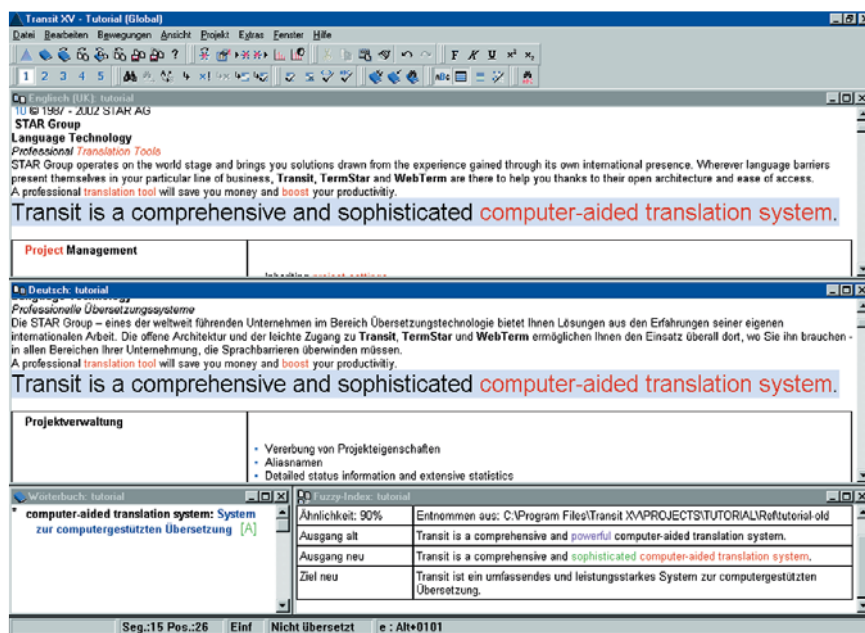 Transit XV - Tutorial (Global)
Datei Bearbeiten Bewegungen Ansicht Projekt Extras Fenster Hilfe
F K U x² x₂
1 2 3 4 5
Englisch (UK): tutorial
10 © 1987 - 2002 STAR AG
STAR Group
Language Technology
Professional Translation Tools
STAR Group operates on the world stage and brings you solutions drawn from the experience gained through its own international presence. Wherever language barriers
present themselves in your particular line of business, Transit, TermStar and WebTerm are there to help you thanks to their open architecture and ease of access.
A professional translation tool will save you money and boost your productivitiy.
Transit is a comprehensive and sophisticated computer-aided translation system.
Project Management
Inheriting project settings
Deutsch: tutorial
Language Technology
Professionelle Übersetzungssysteme
Die STAR Group – eines der weltweit führenden Unternehmen im Bereich Übersetzungstechnologie bietet Ihnen Lösungen aus den Erfahrungen seiner eigenen
internationalen Arbeit. Die offene Architektur und der leichte Zugang zu Transit, TermStar und WebTerm ermöglichen Ihnen den Einsatz überall dort, wo Sie ihn brauchen -
in allen Bereichen Ihrer Unternehmung, die Sprachbarrieren überwinden müssen.
A professional translation tool will save you money and boost your productivitiy.
Transit is a comprehensive and sophisticated computer-aided translation system.
Projektverwaltung
• Vererbung von Projekteigenschaften
• Aliasnamen
• Detailed status information and extensive statistics
Wörterbuch: tutorial
* computer-aided translation system: System
zur computergestützten Übersetzung [A]
Fuzzy-Index: tutorial
Ähnlichkeit: 90% Entnommen aus: C:\Program Files\Transit XV\PROJECTS\TUTORIAL\Ref\tutorial-old
Ausgang alt Transit is a comprehensive and powerful computer-aided translation system.
Ausgang neu Transit is a comprehensive and sophisticated computer-aided translation system.
Ziel neu Transit ist ein umfassendes und leistungsstarkes System zur computergestützten
Übersetzung.
Seg.:15 Pos.:26 Einf Nicht übersetzt e : Alt+0101